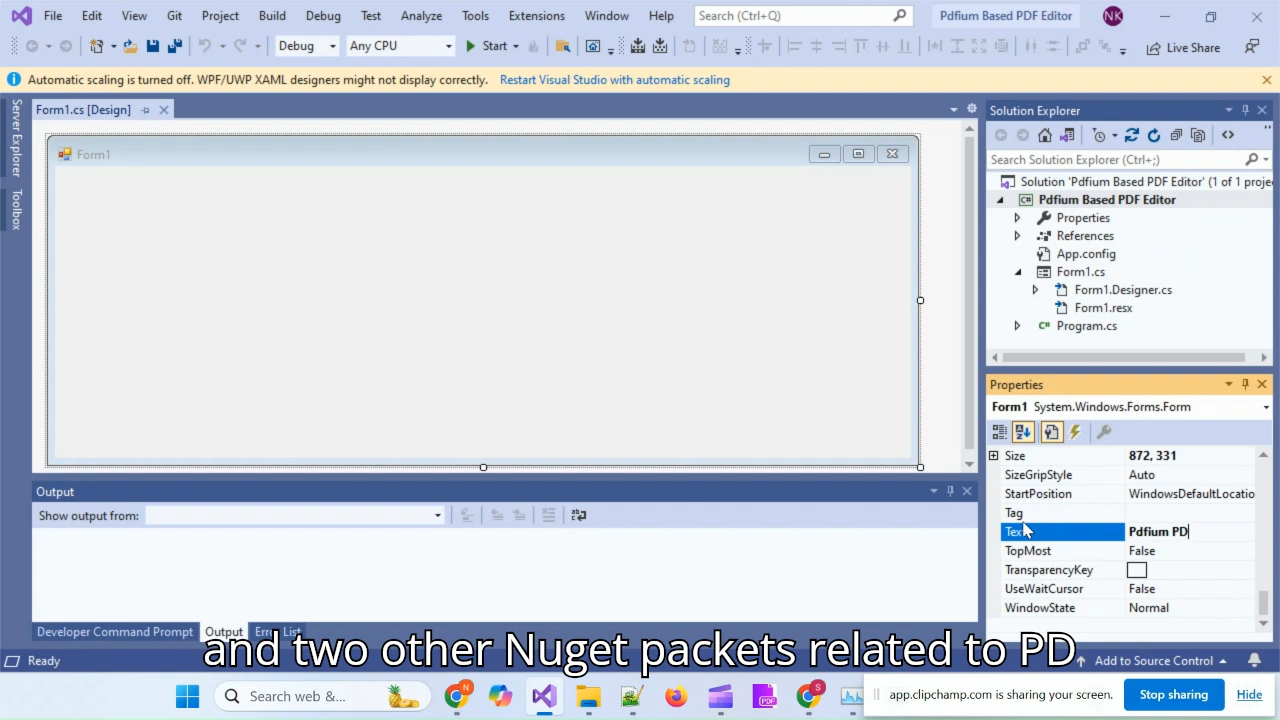 File Edit View Git Project Build Debug Test Analyze Tools Extensions Window Help Search (Ctrl+Q) Pdfium Based PDF Editor NK
Debug Any CPU Start Live Share
Automatic scaling is turned off. WPF/UWP XAML designers might not display correctly. Restart Visual Studio with automatic scaling
Server Explorer
Toolbox
Form1.cs [Design]
Form1
Solution Explorer
Search Solution Explorer (Ctrl+;)
Solution 'Pdfium Based PDF Editor' (1 of 1 proje
C# Pdfium Based PDF Editor
Properties
References
App.config
Form1.cs
Form1.Designer.cs
Form1.resx
C# Program.cs
Properties
Form1 System.Windows.Forms.Form
Size 872, 331
SizeGripStyle Auto
StartPosition WindowsDefaultLocatio
Tag
Text Pdfium PD
TopMost False
TransparencyKey
UseWaitCursor False
WindowState Normal
Output
Show output from:
Developer Command Prompt Output Error List
and two other Nuget packets related to PD
Ready Add to Source Control
Search web &... PDF N S
app.clipchamp.com is sharing your screen. Stop sharing Hide